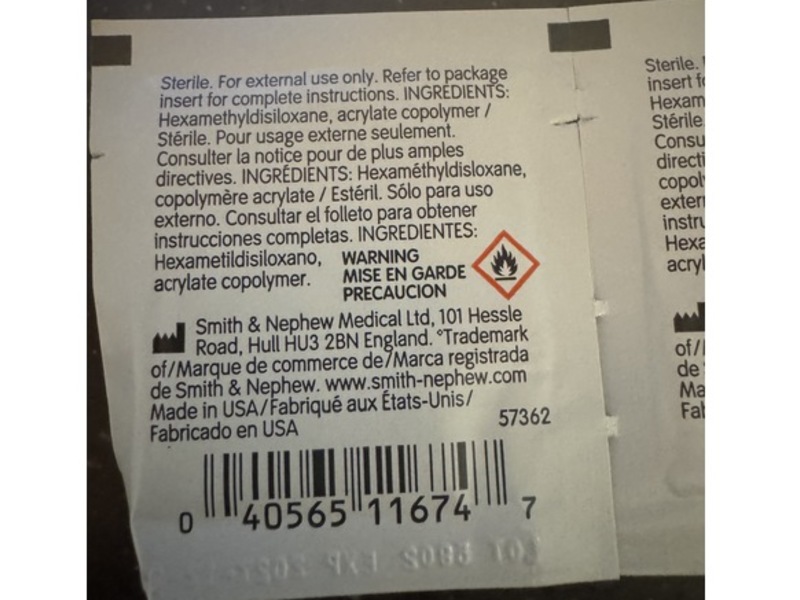 Sterile. For external use only. Refer to package
insert for complete instructions. INGREDIENTS:
Hexamethyldisiloxane, acrylate copolymer /
Stérile. Pour usage externe seulement.
Consulter la notice pour de plus amples
directives. INGRÉDIENTS: Hexaméthyldisloxane,
copolymère acrylate / Estéril. Sólo para uso
externo. Consultar el folleto para obtener
instrucciones completas. INGREDIENTES:
Hexametildisiloxano,
acrylate copolymer.
WARNING
MISE EN GARDE
PRECAUCION
Smith & Nephew Medical Ltd, 101 Hessle
Road, Hull HU3 2BN England. °Trademark
of/Marque de commerce de/Marca registrada
de Smith & Nephew. www.smith-nephew.com
Made in USA/Fabriqué aux États-Unis/
Fabricado en USA
57362
0 40565 11674 7
Sterile.
insert
Stérile
of/
de